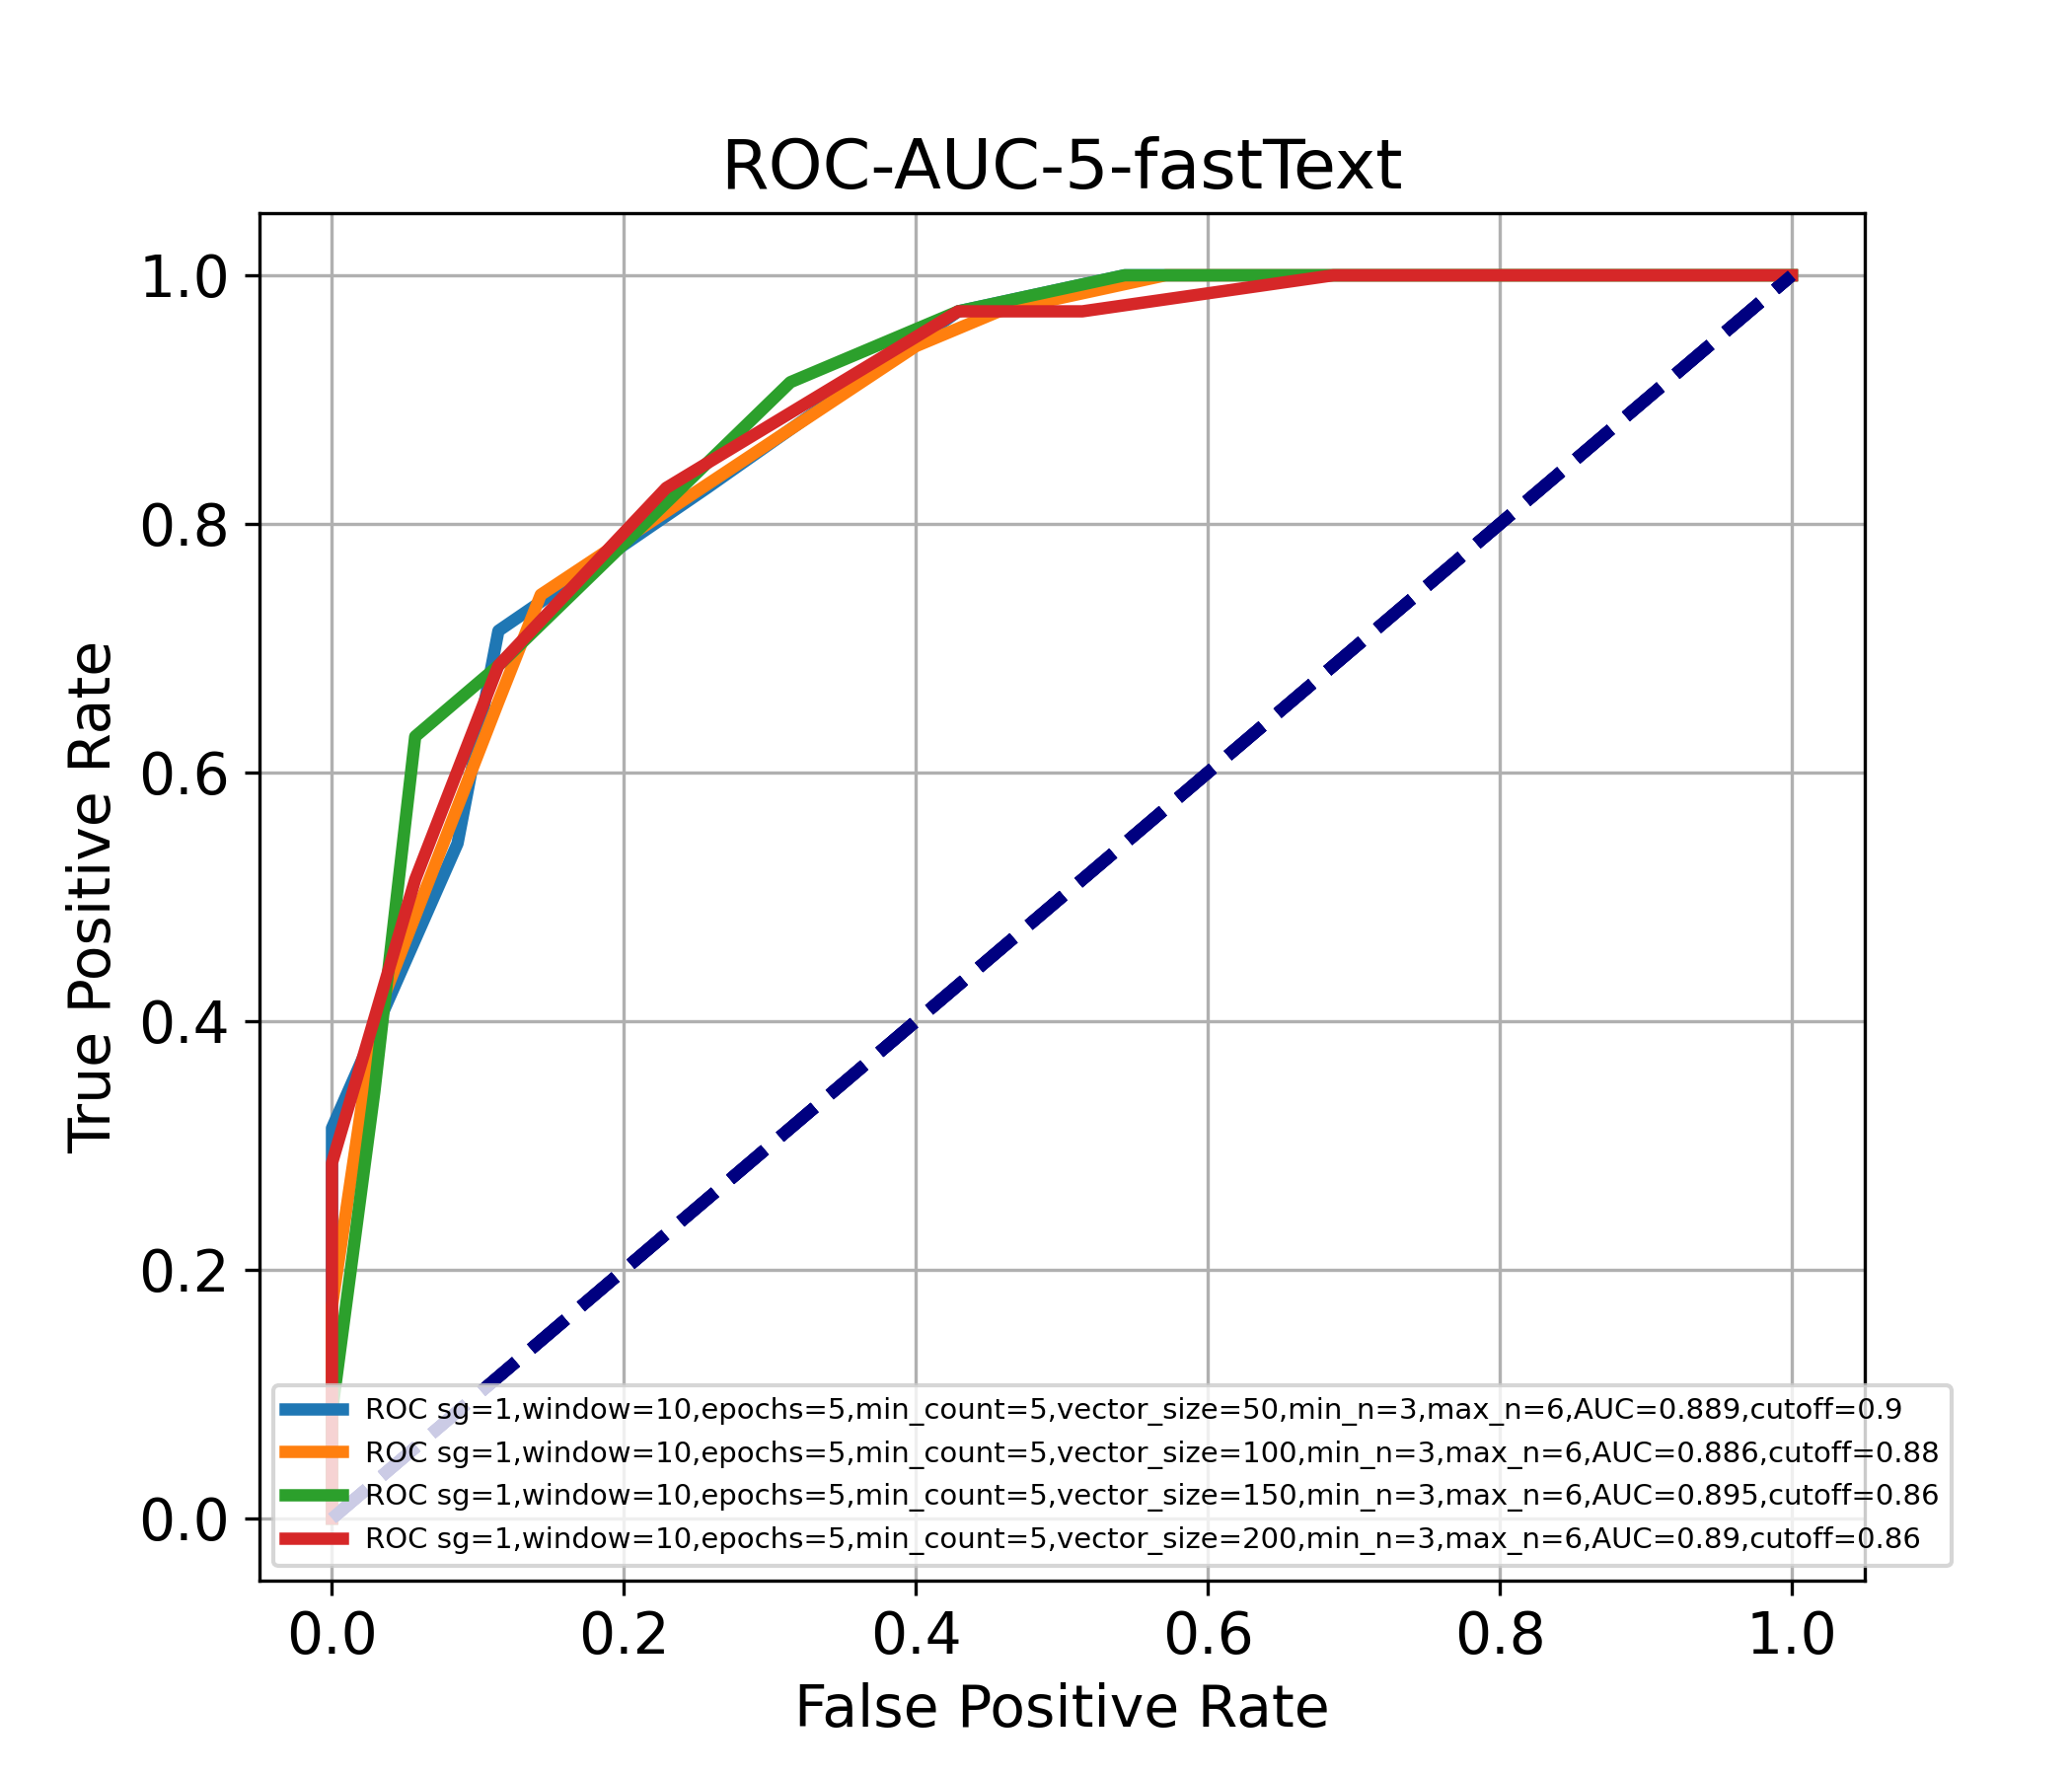 ROC-AUC-5-fastText
True Positive Rate
1.0
0.8
0.6
0.4
0.2
0.0
ROC sg=1,window=10,epochs=5,min_count=5,vector_size=50,min_n=3,max_n=6,AUC=0.889,cutoff=0.9
ROC sg=1,window=10,epochs=5,min_count=5,vector_size=100,min_n=3,max_n=6,AUC=0.886,cutoff=0.88
ROC sg=1,window=10,epochs=5,min_count=5,vector_size=150,min_n=3,max_n=6,AUC=0.895,cutoff=0.86
ROC sg=1,window=10,epochs=5,min_count=5,vector_size=200,min_n=3,max_n=6,AUC=0.89,cutoff=0.86
0.0 0.2 0.4 0.6 0.8 1.0
False Positive Rate